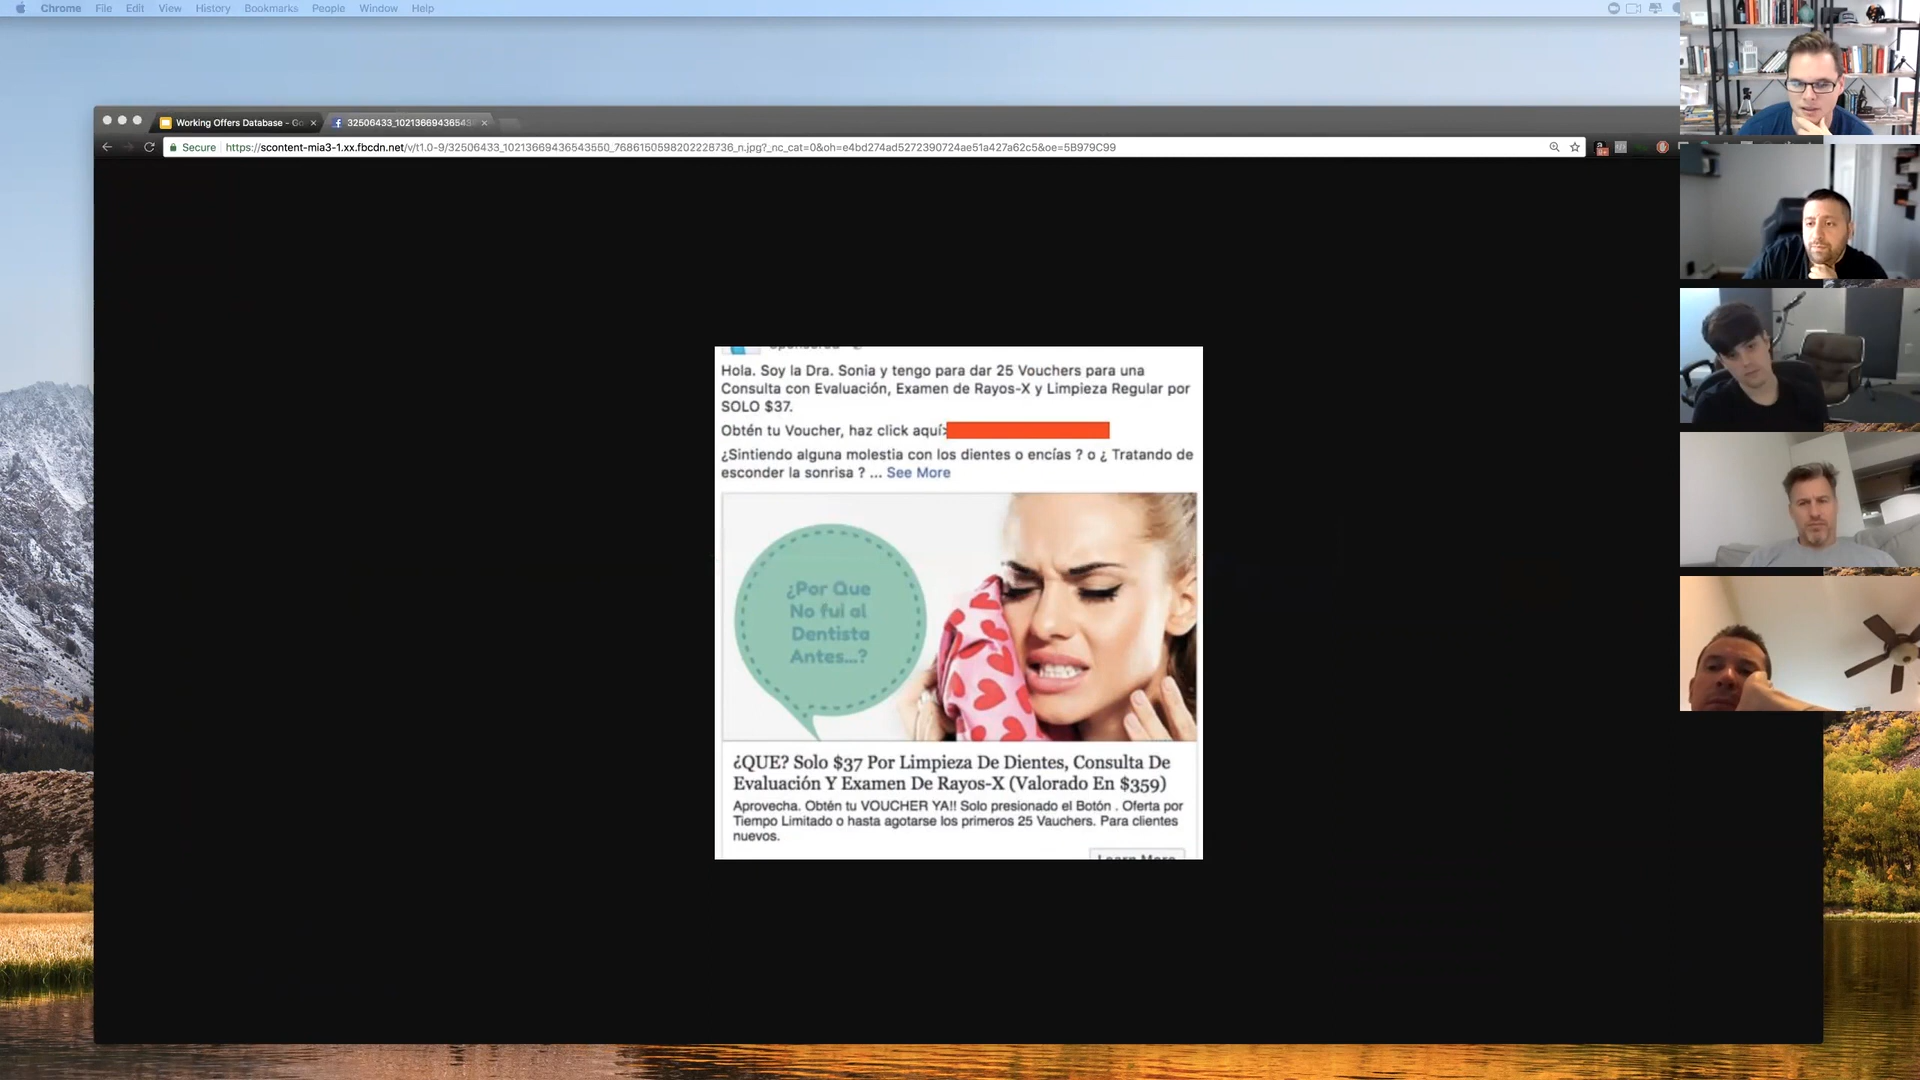 Chrome File Edit View History Bookmarks People Window Help
Working Offers Database - Go
32506433_10213669436543
Secure https://scontent-mia3-1.xx.fbcdn.net/v/t1.0-9/32506433_10213669436543550_7686150598202228736_n.jpg?_nc_cat=0&oh=e4bd274ad5272390724ae51a427a62c5&oe=5B979C99
Hola. Soy la Dra. Sonia y tengo para dar 25 Vouchers para una
Consulta con Evaluación, Examen de Rayos-X y Limpieza Regular por
SOLO $37.
Obtén tu Voucher, haz click aquí>
¿Sintiendo alguna molestia con los dientes o encías ? o ¿ Tratando de
esconder la sonrisa ? ... See More
¿Por Que
No fui al
Dentista
Antes...?
¿QUE? Solo $37 Por Limpieza De Dientes, Consulta De
Evaluación Y Examen De Rayos-X (Valorado En $359)
Aprovecha. Obtén tu VOUCHER YA!! Solo presionado el Botón . Oferta por
Tiempo Limitado o hasta agotarse los primeros 25 Vauchers. Para clientes
nuevos.
Learn More